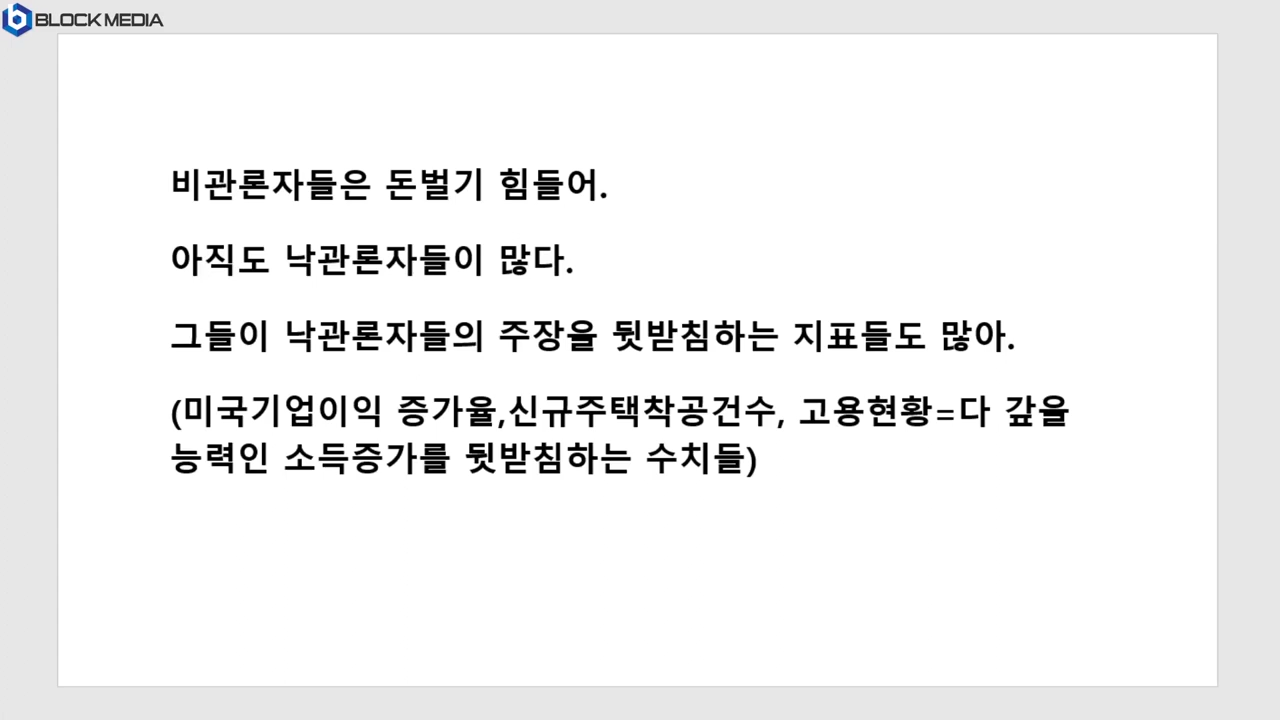 BLOCK MEDIA
비관론자들은 돈벌기 힘들어.
아직도 낙관론자들이 많다.
그들이 낙관론자들의 주장을 뒷받침하는 지표들도 많아.
(미국기업이익 증가율,신규주택착공건수, 고용현황=다 갚을
능력인 소득증가를 뒷받침하는 수치들)